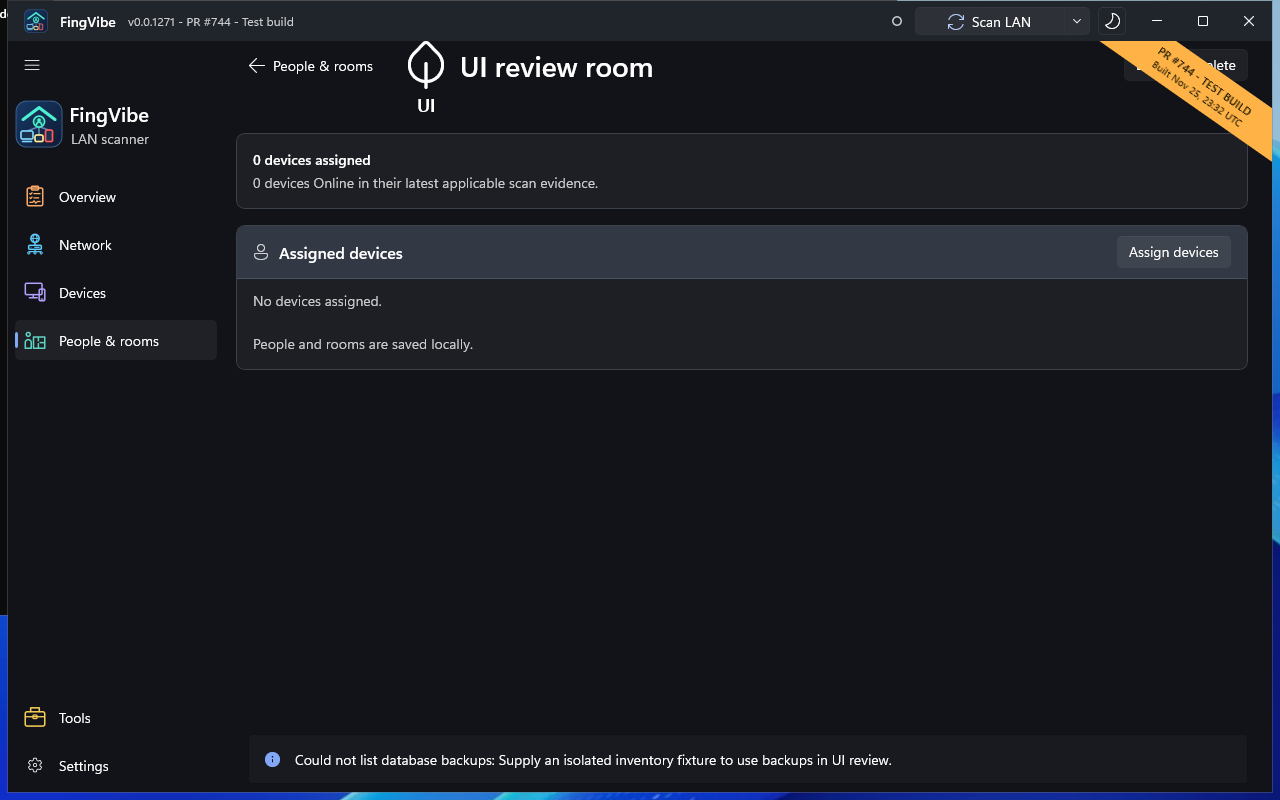 FingVibe v0.0.1271 - PR #744 - Test build
Scan LAN
People & rooms
UI
UI review room
PR #744 - TEST BUILD
Built Nov 25, 23:32 UTC
FingVibe
LAN scanner
Overview
Network
Devices
People & rooms
Tools
Settings
0 devices assigned
0 devices Online in their latest applicable scan evidence.
Assigned devices
Assign devices
No devices assigned.
People and rooms are saved locally.
Could not list database backups: Supply an isolated inventory fixture to use backups in UI review.